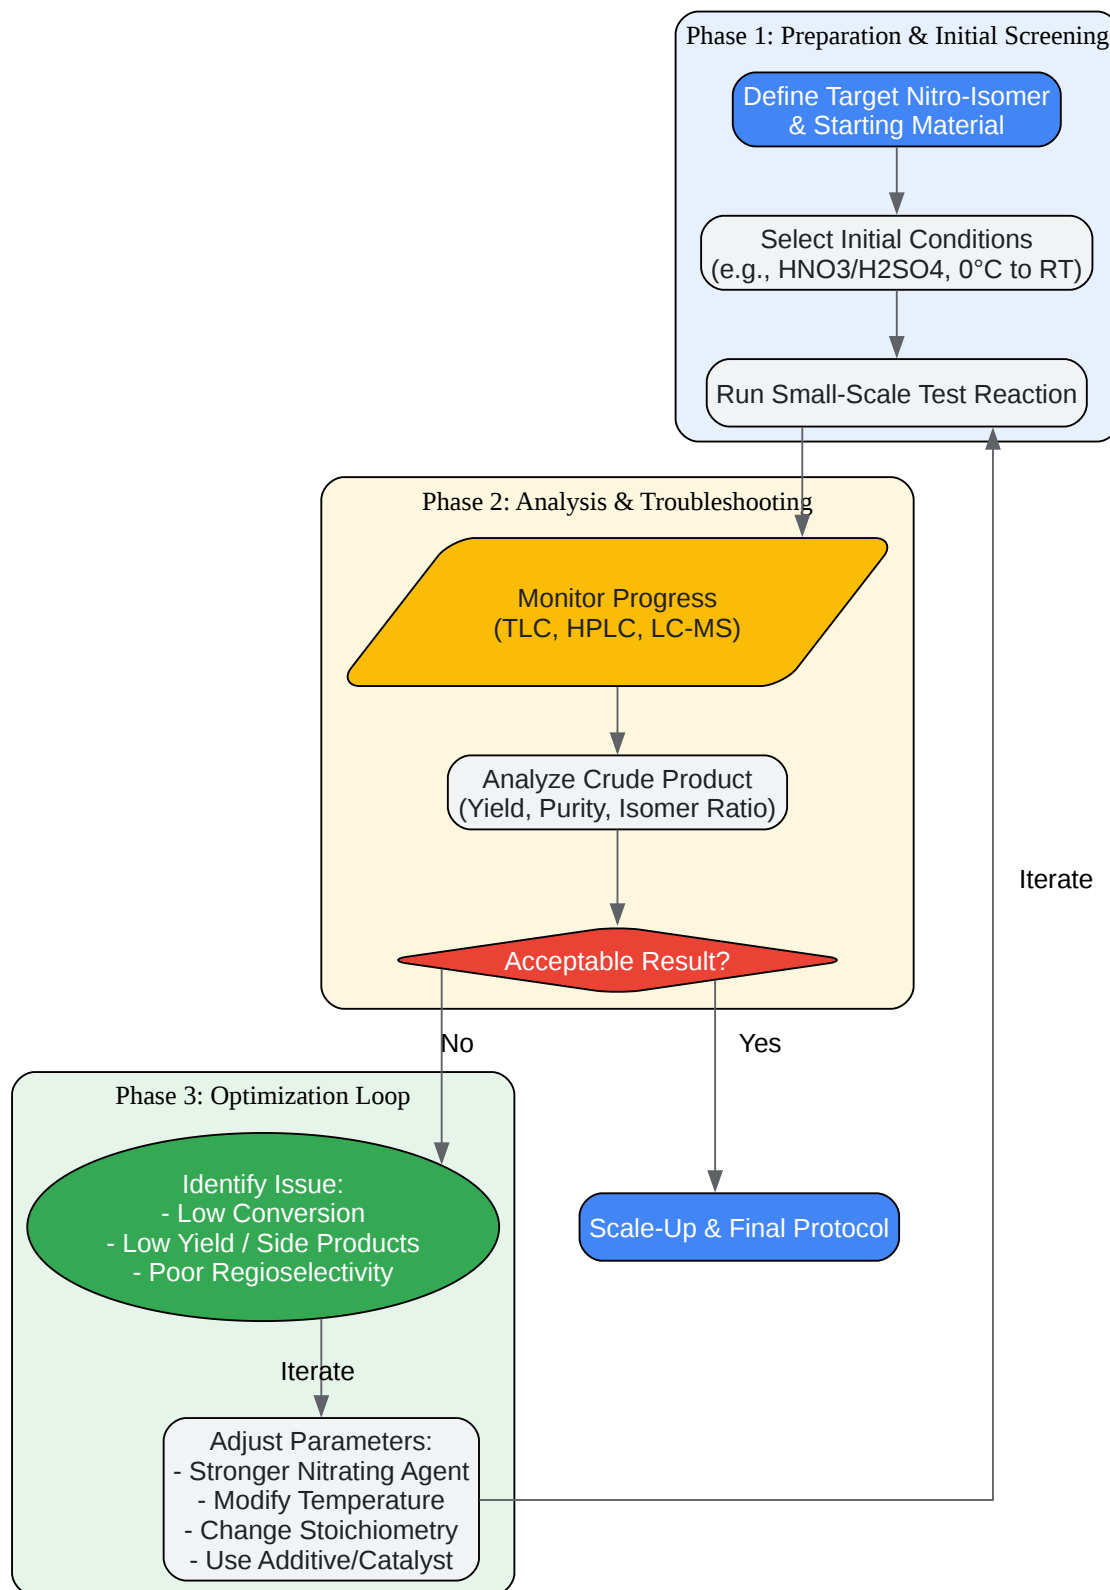 Phase 1: Preparation & Initial Screening
Define Target Nitro-Isomer
& Starting Material
Select Initial Conditions
(e.g., HNO3/H2SO4, 0°C to RT)
Run Small-Scale Test Reaction
Phase 2: Analysis & Troubleshooting
Monitor Progress
(TLC, HPLC, LC-MS)
Analyze Crude Product
(Yield, Purity, Isomer Ratio)
Iterate
Acceptable Result?
No
Yes
Phase 3: Optimization Loop
Identify Issue:
- Low Conversion
- Low Yield / Side Products
- Poor Regioselectivity
Scale-Up & Final Protocol
Iterate
Adjust Parameters:
- Stronger Nitrating Agent
- Modify Temperature
- Change Stoichiometry
- Use Additive/Catalyst